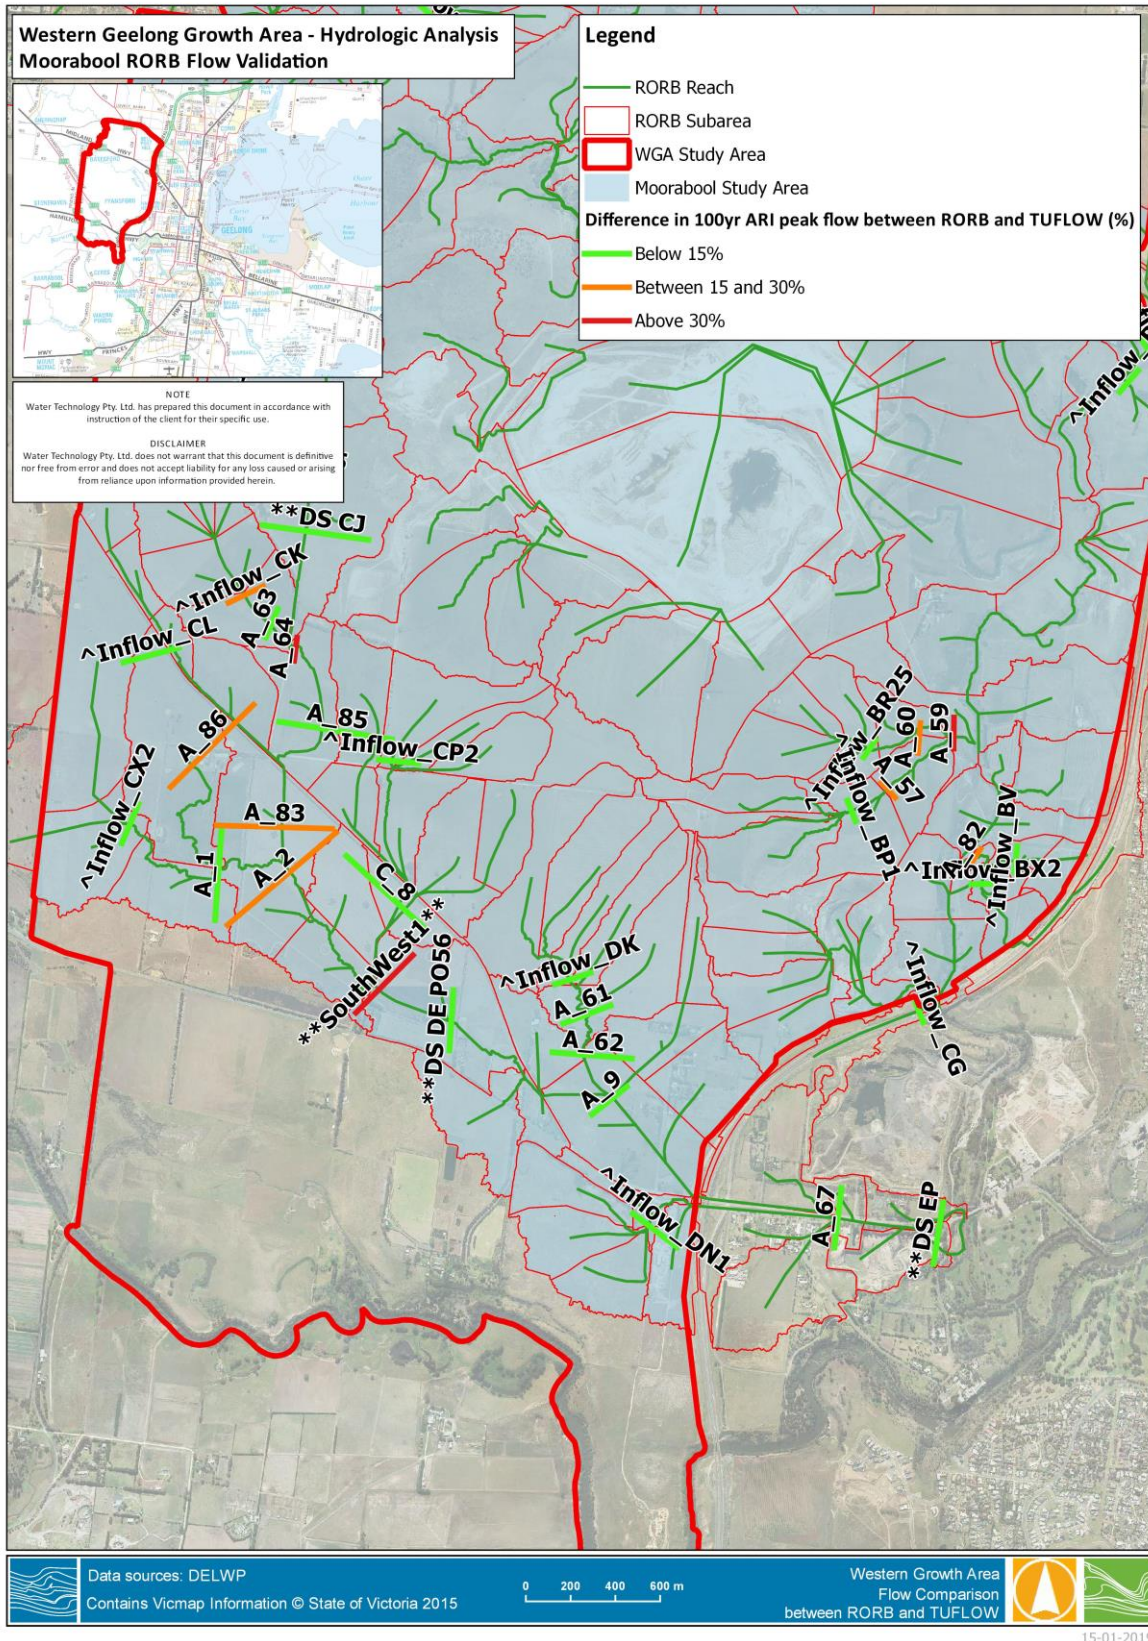 Western Geelong Growth Area - Hydrologic Analysis
Moorabool RORB Flow Validation
Legend
RORB Reach
RORB Subarea
WGA Study Area
Moorabool Study Area
Difference in 100yr ARI peak flow between RORB and TUFLOW (%)
Below 15%
Between 15 and 30%
Above 30%
GEELONG
NOTE
Water Technology Pty. Ltd. has prepared this document in accordance with
instruction of the client for their specific use.
DISCLAIMER
Water Technology Pty. Ltd. does not warrant that this document is definitive
nor free from error and does not accept liability for any loss caused or arising
from reliance upon information provided herein.
^Inflow_
**DS CJ
^Inflow_CK
A_63
A_64
^Inflow_CL
A_86
A_85
^Inflow_CP2
^Inflow_CX2
A_83
A_1
A_2
C_8
**SouthWest1**
**DS DE PO56
^Inflow_DK
A_61
A_62
A_9
^Inflow_DN1
A_67
**DS EP
^Inflow_CG
BR25
A_60
A_59
A_57
^Inflow_BP1
A_82
^Inflow_BV
BX2
Data sources: DELWP
Contains Vicmap Information © State of Victoria 2015
0 200 400 600 m
Western Growth Area
Flow Comparison
between RORB and TUFLOW